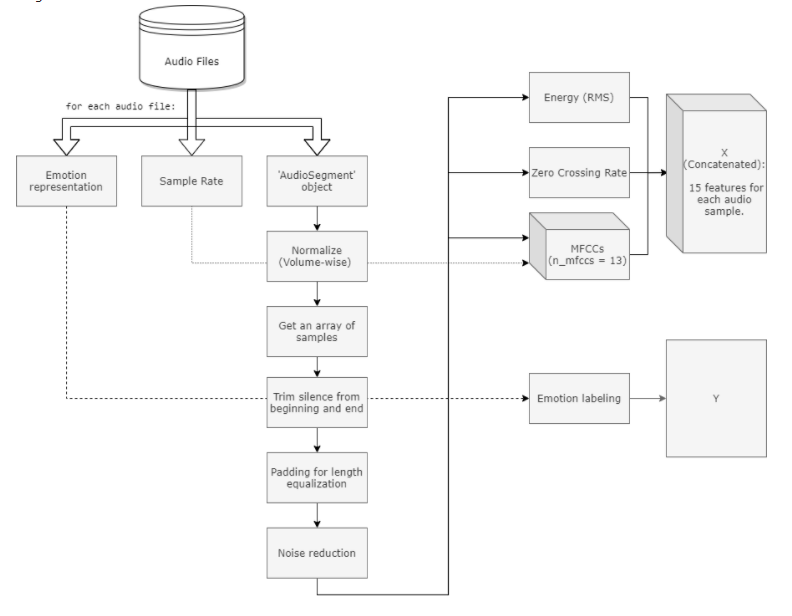 Audio Files
for each audio file:
Emotion
representation
Sample Rate
'AudioSegment'
object
Normalize
(Volume-wise)
Get an array of
samples
Trim silence from
beginning and end
Padding for length
equalization
Noise reduction
Energy (RMS)
Zero Crossing Rate
MFCCs
(n_mfccs = 13)
X
(Concatenated):
15 features for
each audio
sample.
Emotion labeling
Y